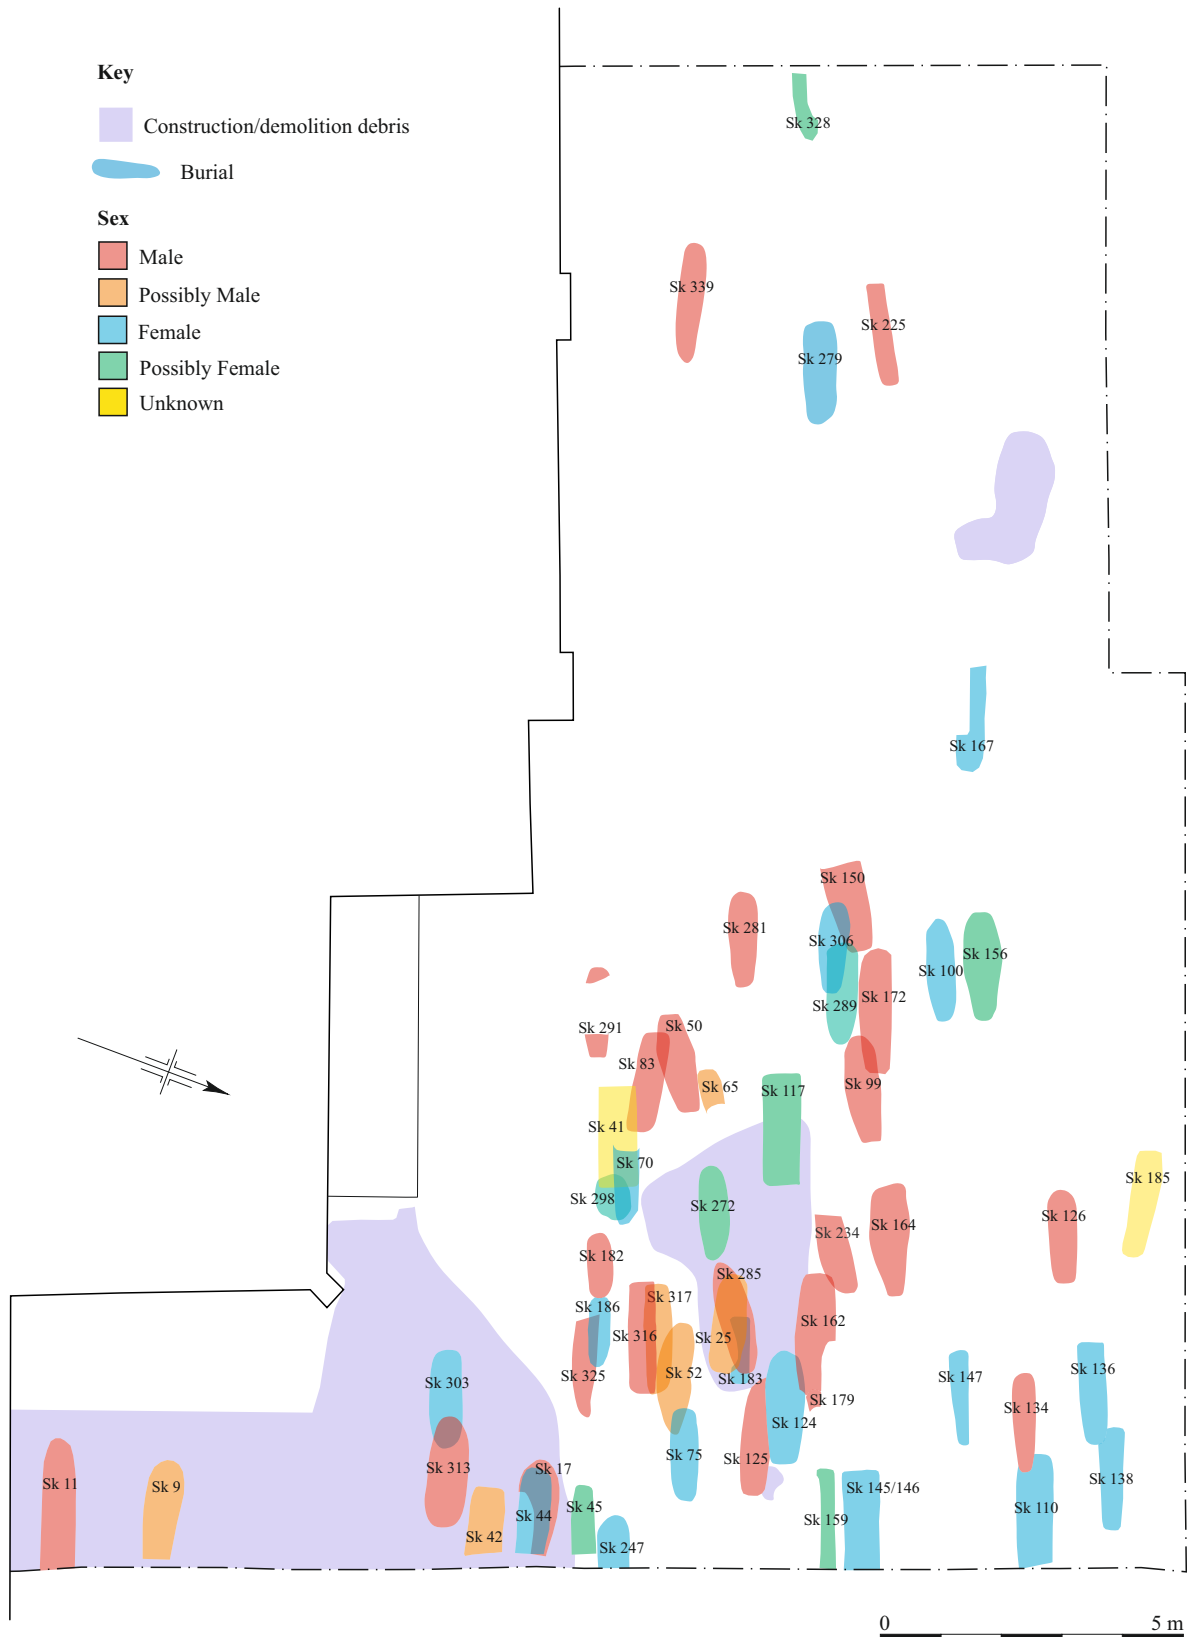 Key
Construction/demolition debris
Burial
Sex
Male
Possibly Male
Female
Possibly Female
Unknown
Sk 328
Sk 339
Sk 225
Sk 279
Sk 167
Sk 150
Sk 281
Sk 306
Sk 156
Sk 100
Sk 172
Sk 289
Sk 291
Sk 50
Sk 83
Sk 65
Sk 117
Sk 99
Sk 41
Sk 70
Sk 185
Sk 298
Sk 272
Sk 126
Sk 164
Sk 234
Sk 182
Sk 285
Sk 317
Sk 186
Sk 162
Sk 316
Sk 25
Sk 325
Sk 52
Sk 183
Sk 147
Sk 136
Sk 303
Sk 179
Sk 134
Sk 124
Sk 75
Sk 125
Sk 313
Sk 17
Sk 138
Sk 11
Sk 9
Sk 145/146
Sk 45
Sk 110
Sk 44
Sk 159
Sk 42
Sk 247
0 5 m